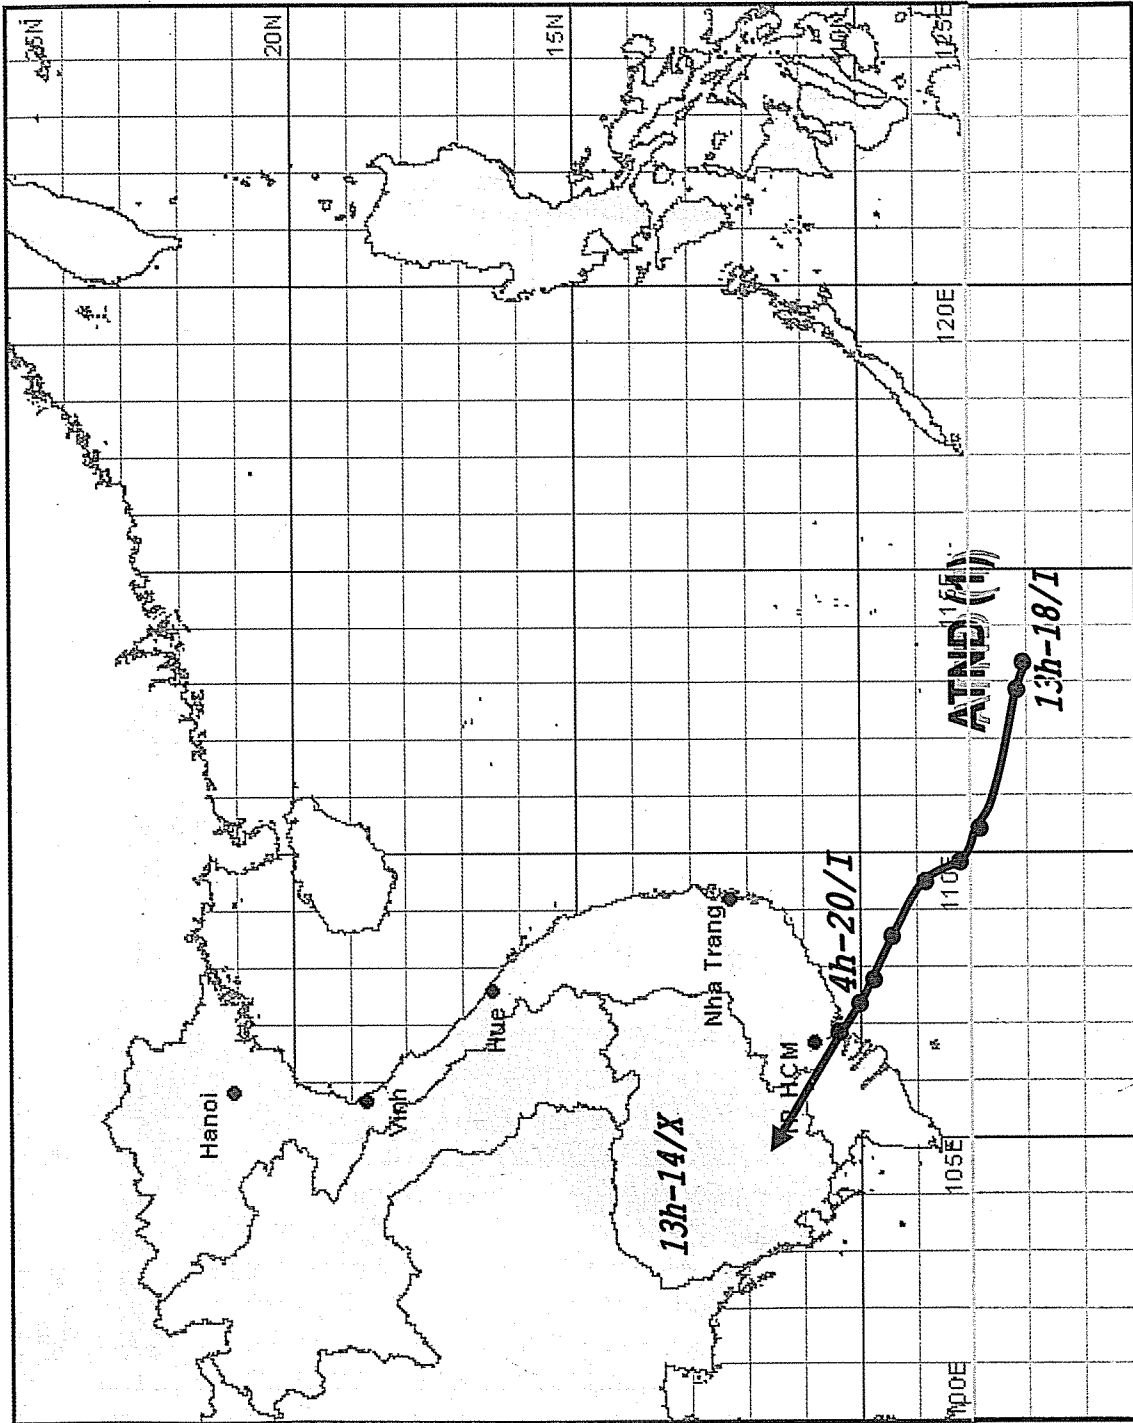 25N
20N
15N
10N
125E
120E
115E
110E
105E
100E
Hanoi
Vinh
Hue
Nha Trang
Tp HCM
ATNĐ (1)
13h-18/I
4h-20/I
13h-14/X